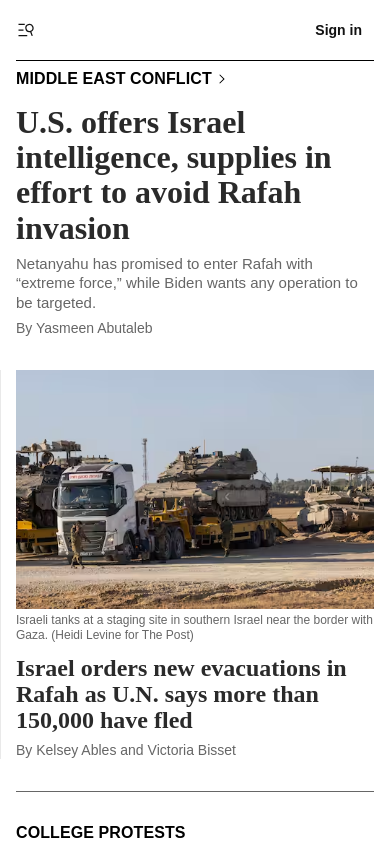 Sign in
MIDDLE EAST CONFLICT
U.S. offers Israel
intelligence, supplies in
effort to avoid Rafah
invasion
Netanyahu has promised to enter Rafah with
“extreme force,” while Biden wants any operation to
be targeted.
By Yasmeen Abutaleb
Israeli tanks at a staging site in southern Israel near the border with
Gaza. (Heidi Levine for The Post)
Israel orders new evacuations in
Rafah as U.N. says more than
150,000 have fled
By Kelsey Ables and Victoria Bisset
COLLEGE PROTESTS